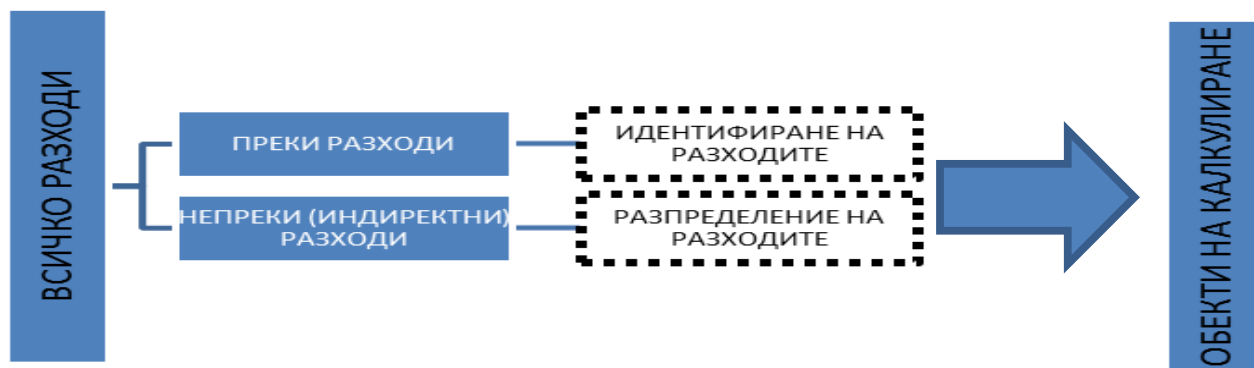 ВСИЧКО РАЗХОДИ
ПРЕКИ РАЗХОДИ
ИДЕНТИФИРАНЕ НА
РАЗХОДИТЕ
НЕПРЕКИ (ИНДИРЕКТНИ)
РАЗХОДИ
РАЗПРЕДЕЛЕНИЕ НА
РАЗХОДИТЕ
ОБЕКТИ НА КАЛКУЛИРАНЕ